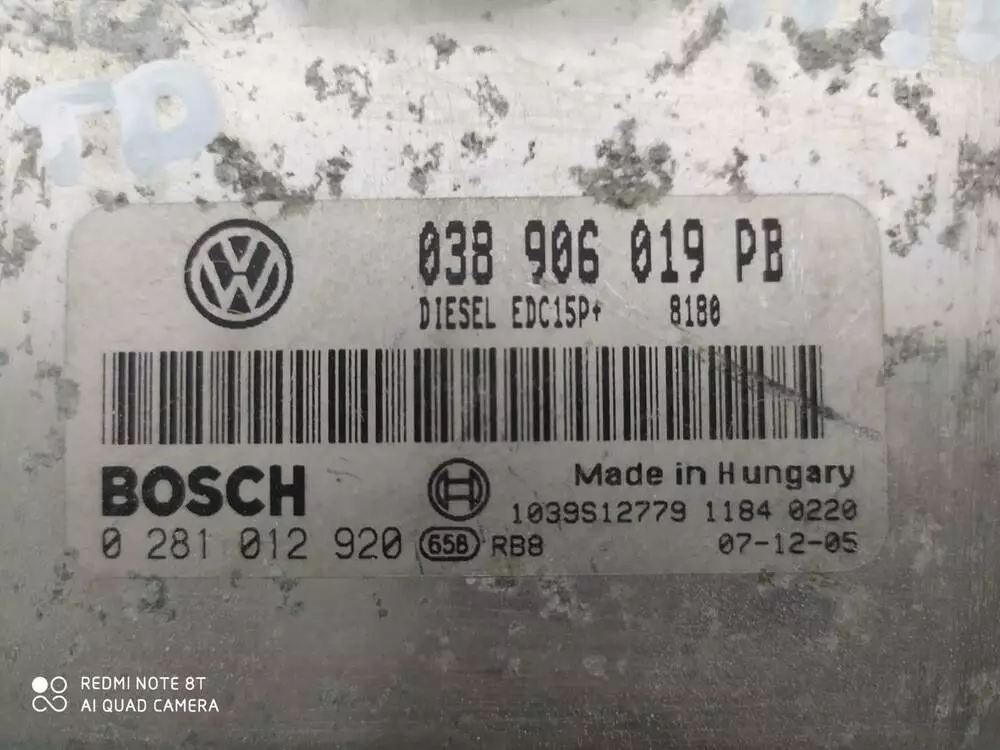 TD
038 906 019 PB
DIESEL EDC15P+ 8180
BOSCH
Made in Hungary
1039S12779 1184 0220
0 281 012 920 658 RB8 07-12-05
REDMI NOTE 8T
AI QUAD CAMERA